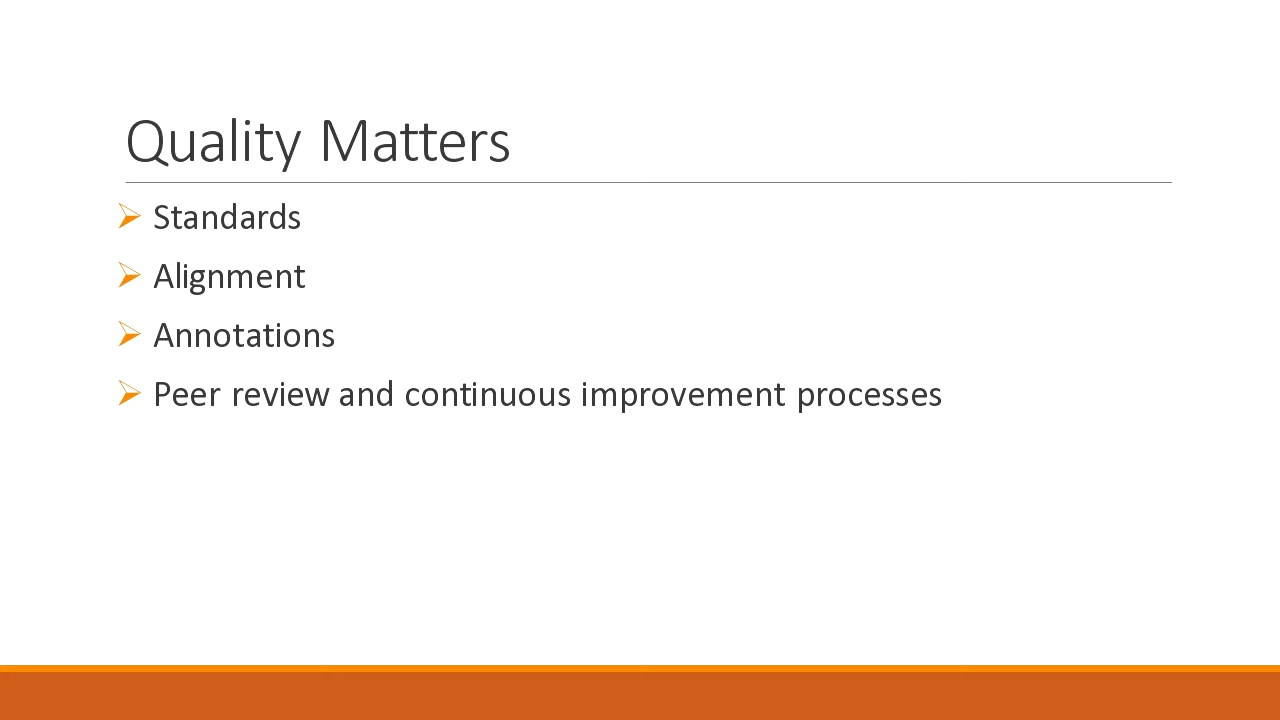 Quality Matters
Standards
Alignment
Annotations
Peer review and continuous improvement processes